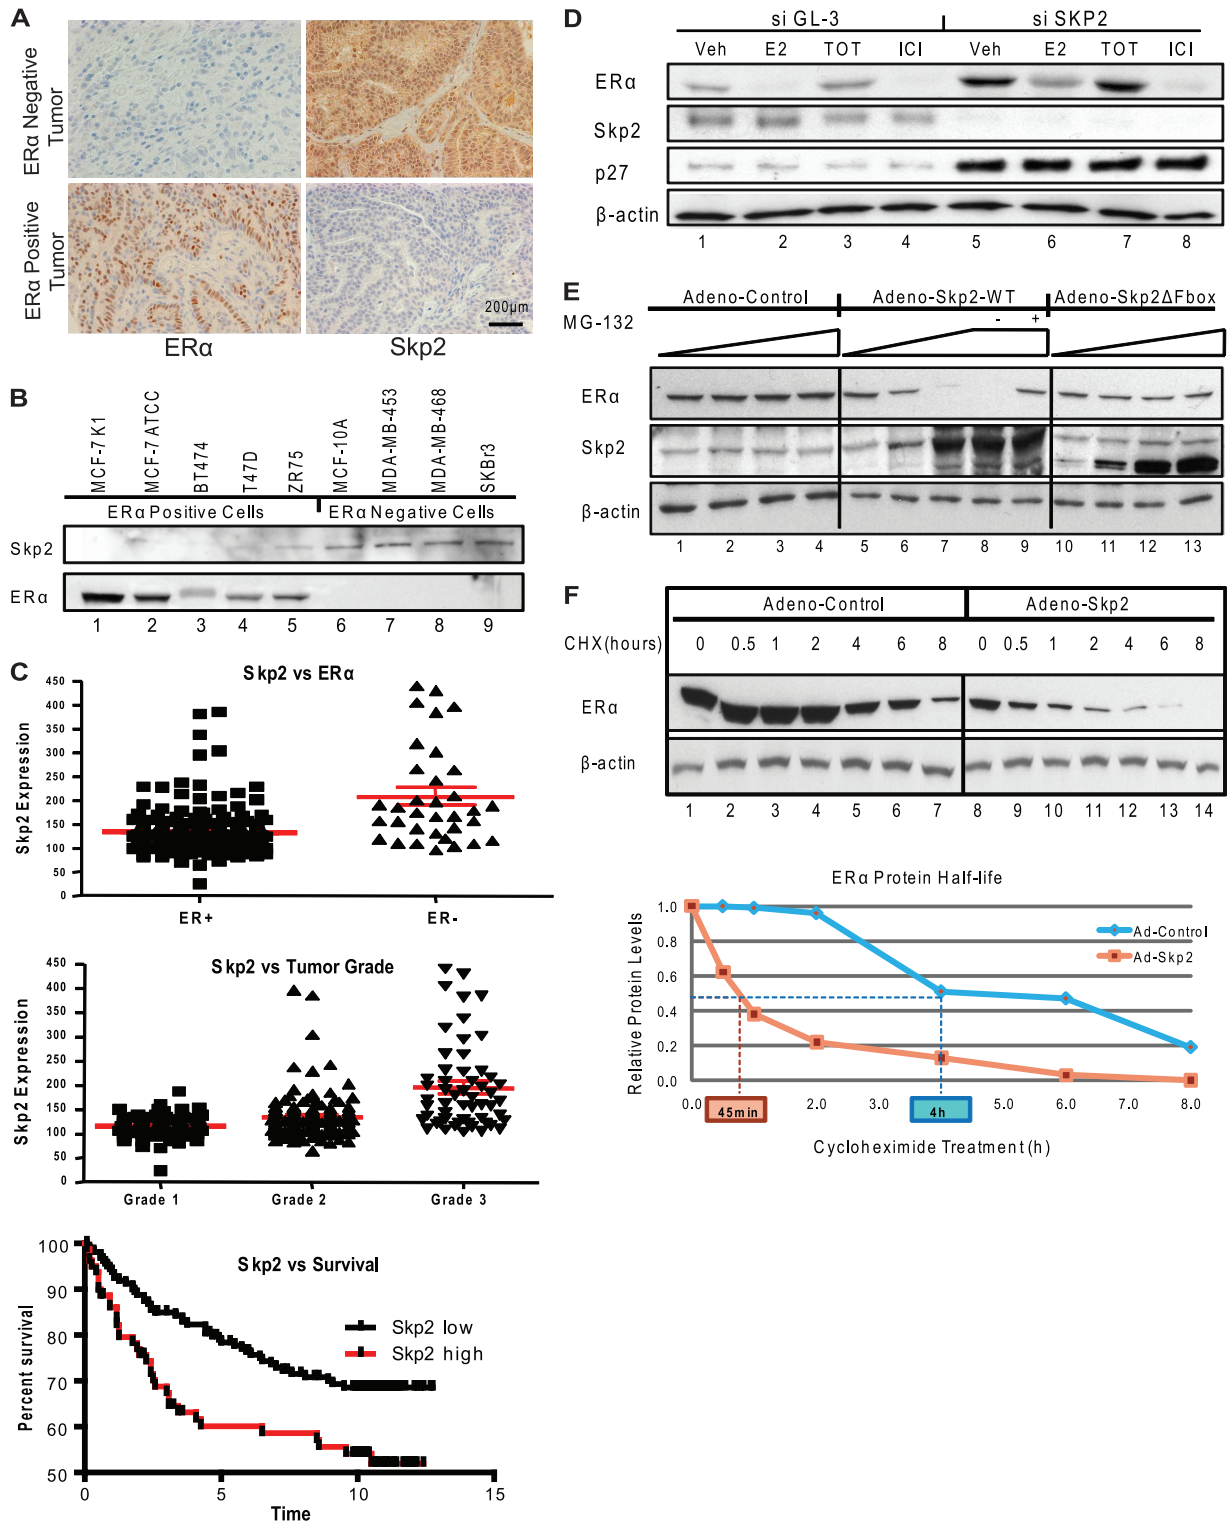 A
ERα Negative
Tumor
ERα Positive
Tumor
200µm
ERα
Skp2
B
MCF-7 K1
MCF-7 ATCC
BT474
T47D
ZR75
MCF-10A
MDA-MB-453
MDA-MB-468
SKBr3
ERα Positive Cells
ERα Negative Cells
Skp2
ERα
1 2 3 4 5 6 7 8 9
C
Skp2 vs ERα
Skp2 Expression
450
400
350
300
250
200
150
100
50
0
ER+ ER-
Skp2 vs Tumor Grade
Skp2 Expression
450
400
350
300
250
200
150
100
50
0
Grade 1 Grade 2 Grade 3
Skp2 vs Survival
Percent survival
100
90
80
70
60
50
Skp2 low
Skp2 high
0 5 10 15
Time
D
si GL-3 si SKP2
Veh E2 TOT ICI Veh E2 TOT ICI
ERα
Skp2
p27
β-actin
1 2 3 4 5 6 7 8
E
Adeno-Control Adeno-Skp2-WT Adeno-Skp2ΔFbox
MG-132 - +
ERα
Skp2
β-actin
1 2 3 4 5 6 7 8 9 10 11 12 13
F
Adeno-Control Adeno-Skp2
CHX(hours) 0 0.5 1 2 4 6 8 0 0.5 1 2 4 6 8
ERα
β-actin
1 2 3 4 5 6 7 8 9 10 11 12 13 14
ERα Protein Half-life
Relative Protein Levels
1.0
0.8
0.6
0.4
0.2
0.0
Ad-Control
Ad-Skp2
0.0 45min 2.0 3.0 4h 6.0 7.0 8.0
Cycloheximide Treatment (h)